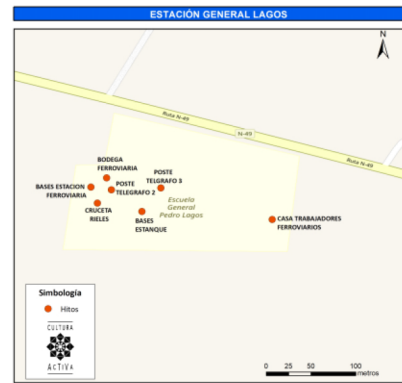 ESTACIÓN GENERAL LAGOS
N
Ruta N-49
N-49
Ruta N-49
BODEGA
FERROVIARIA
POSTE
TELGRAFO 3
BASES ESTACION
FERROVIARIA
POSTE
TELEGRAFO 2
Escuela
General
Pedro Lagos
CRUCETA
RIELES
BASES
ESTANQUE
CASA TRABAJADORES
FERROVIARIOS
Simbología
Hitos
CULTURA
ACTIVA
0 25 50 100
metros